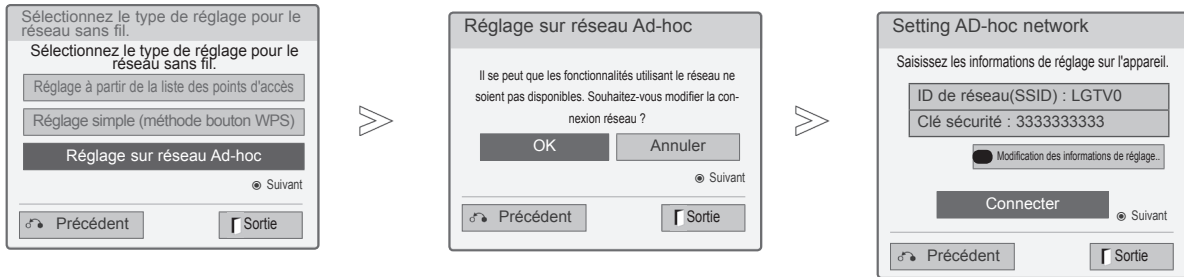 Sélectionnez le type de réglage pour le
réseau sans fil.
Sélectionnez le type de réglage pour le
réseau sans fil.
Réglage à partir de la liste des points d'accès
Réglage simple (méthode bouton WPS)
Réglage sur réseau Ad-hoc
Suivant
Précédent
Sortie
Réglage sur réseau Ad-hoc
Il se peut que les fonctionnalités utilisant le réseau ne
soient pas disponibles. Souhaitez-vous modifier la con-
nexion réseau ?
OK
Annuler
Suivant
Précédent
Sortie
Setting AD-hoc network
Saisissez les informations de réglage sur l'appareil.
ID de réseau(SSID) : LGTV0
Clé sécurité : 3333333333
Modification des informations de réglage..
Connecter
Suivant
Précédent
Sortie